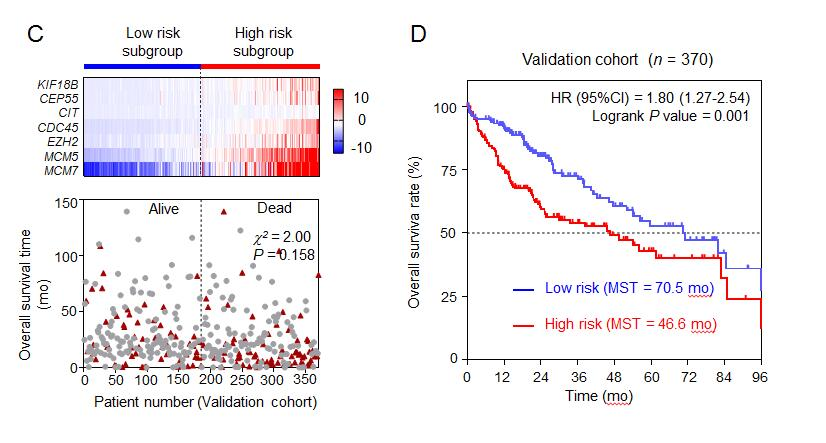 C
Low risk subgroup
High risk subgroup
KIF18B
CEP55
CIT
CDC45
EZH2
MCM5
MCM7
10
0
-10
Alive
Dead
χ² = 2.00
P = 0.158
150
100
50
0
Overall survival time (mo)
0 50 100 150 200 250 300 350
Patient number (Validation cohort)
D
Validation cohort (n = 370)
HR (95%CI) = 1.80 (1.27-2.54)
Logrank P value = 0.001
100
75
50
25
0
Overall surviva rate (%)
Low risk (MST = 70.5 mo)
High risk (MST = 46.6 mo)
0 12 24 36 48 60 72 84 96
Time (mo)